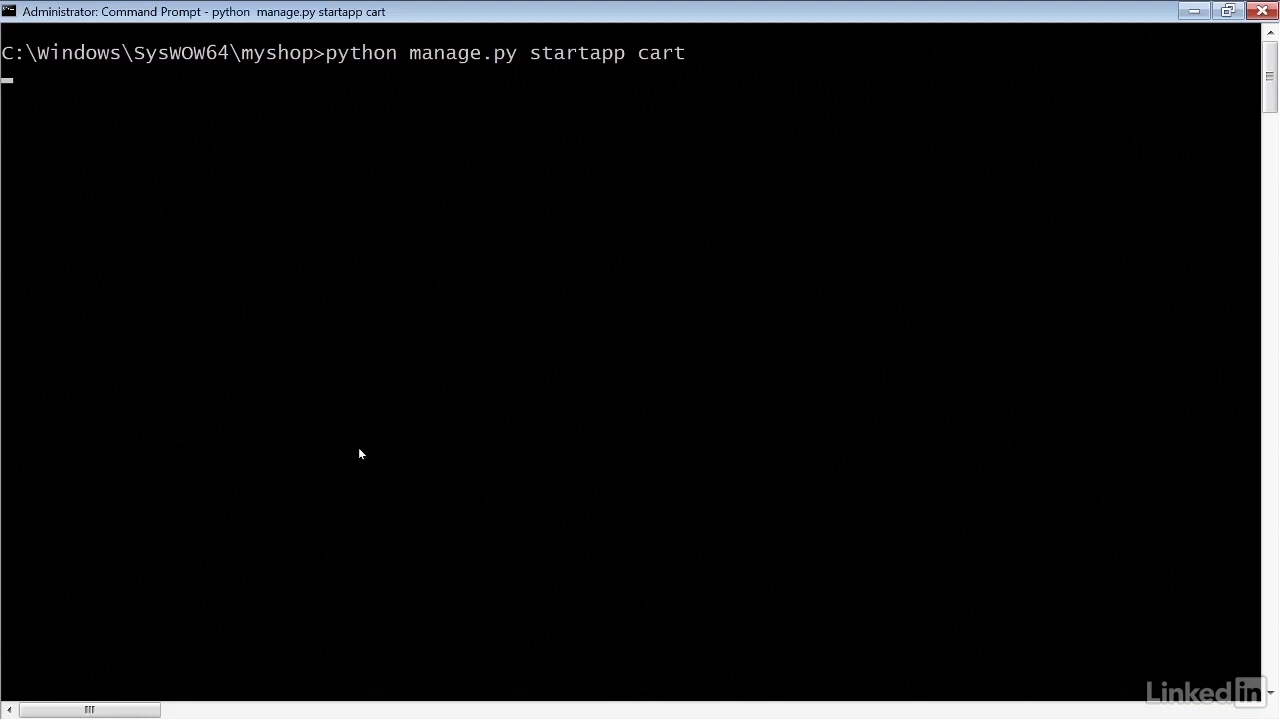 Administrator: Command Prompt - python  manage.py startapp cart
C:\Windows\SysWOW64\myshop>python manage.py startapp cart
LinkedIn